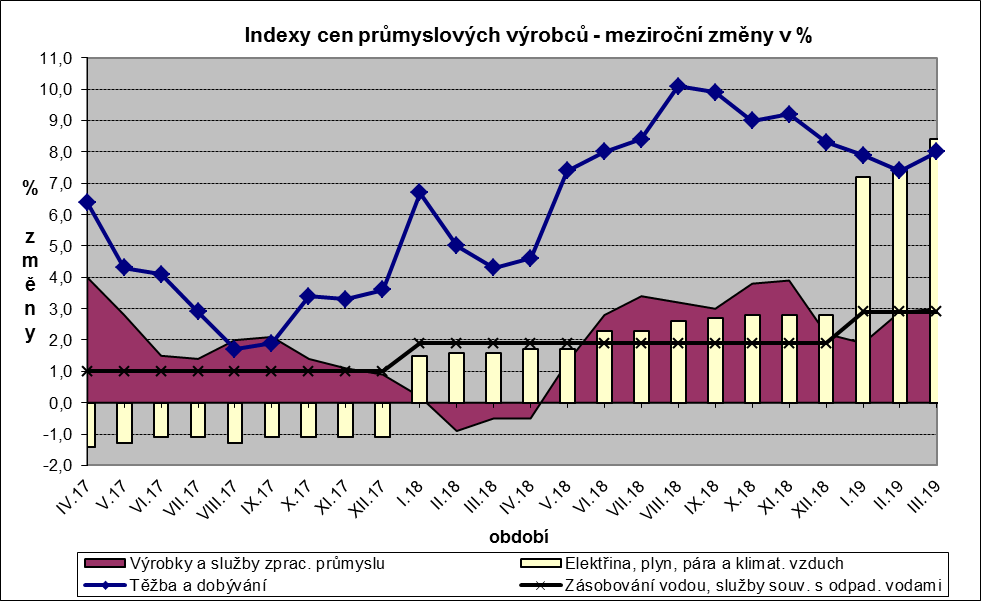 Indexy cen průmyslových výrobců - meziroční změny v %
11,0
10,0
9,0
8,0
7,0
6,0
5,0
4,0
3,0
2,0
1,0
0,0
-1,0
-2,0
% změny
IV.17 V.17 VI.17 VII.17 VIII.17 IX.17 X.17 XI.17 XII.17 I.18 II.18 III.18 IV.18 V.18 VI.18 VII.18 VIII.18 IX.18 X.18 XI.18 XII.18 I.19 II.19 III.19
období
Výrobky a služby zprac. průmyslu Elektřina, plyn, pára a klimat. vzduch
Těžba a dobývání Zásobování vodou, služby souv. s odpad. vodami